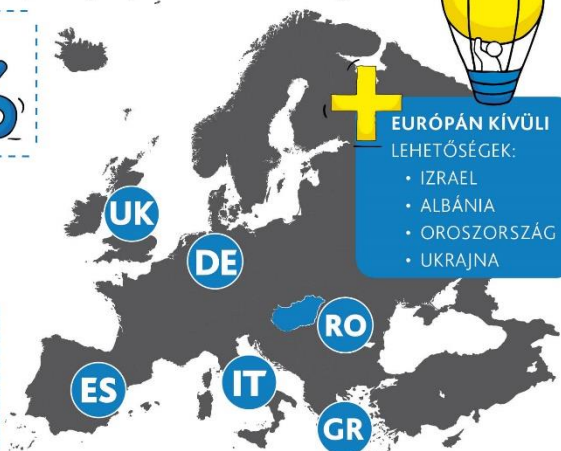 EURÓPÁN KÍVÜLI
LEHETŐSÉGEK:
• IZRAEL
• ALBÁNIA
• OROSZORSZÁG
• UKRAJNA
UK
DE
RO
ES
IT
GR